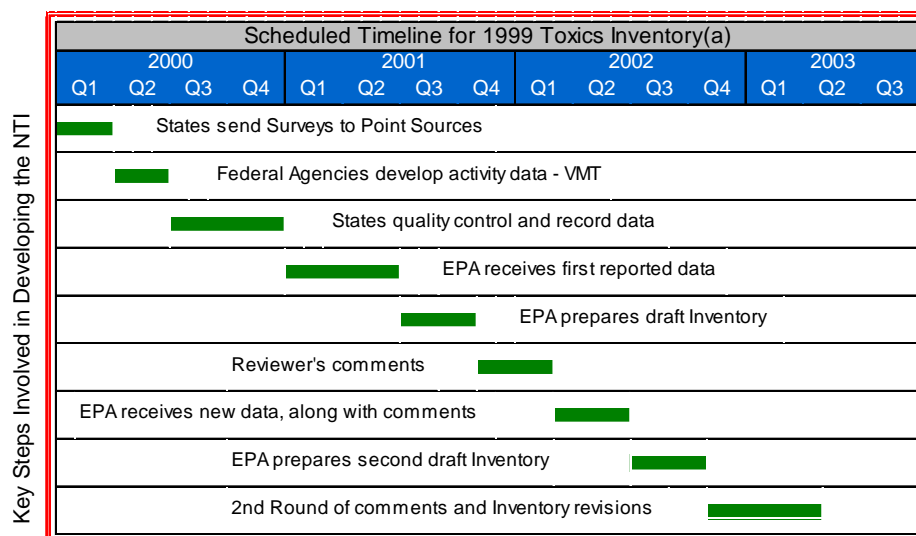 Scheduled Timeline for 1999 Toxics Inventory(a)
2000 2001 2002 2003
Q1 Q2 Q3 Q4 Q1 Q2 Q3 Q4 Q1 Q2 Q3 Q4 Q1 Q2 Q3
Key Steps Involved in Developing the NTI
States send Surveys to Point Sources
Federal Agencies develop activity data - VMT
States quality control and record data
EPA receives first reported data
EPA prepares draft Inventory
Reviewer's comments
EPA receives new data, along with comments
EPA prepares second draft Inventory
2nd Round of comments and Inventory revisions